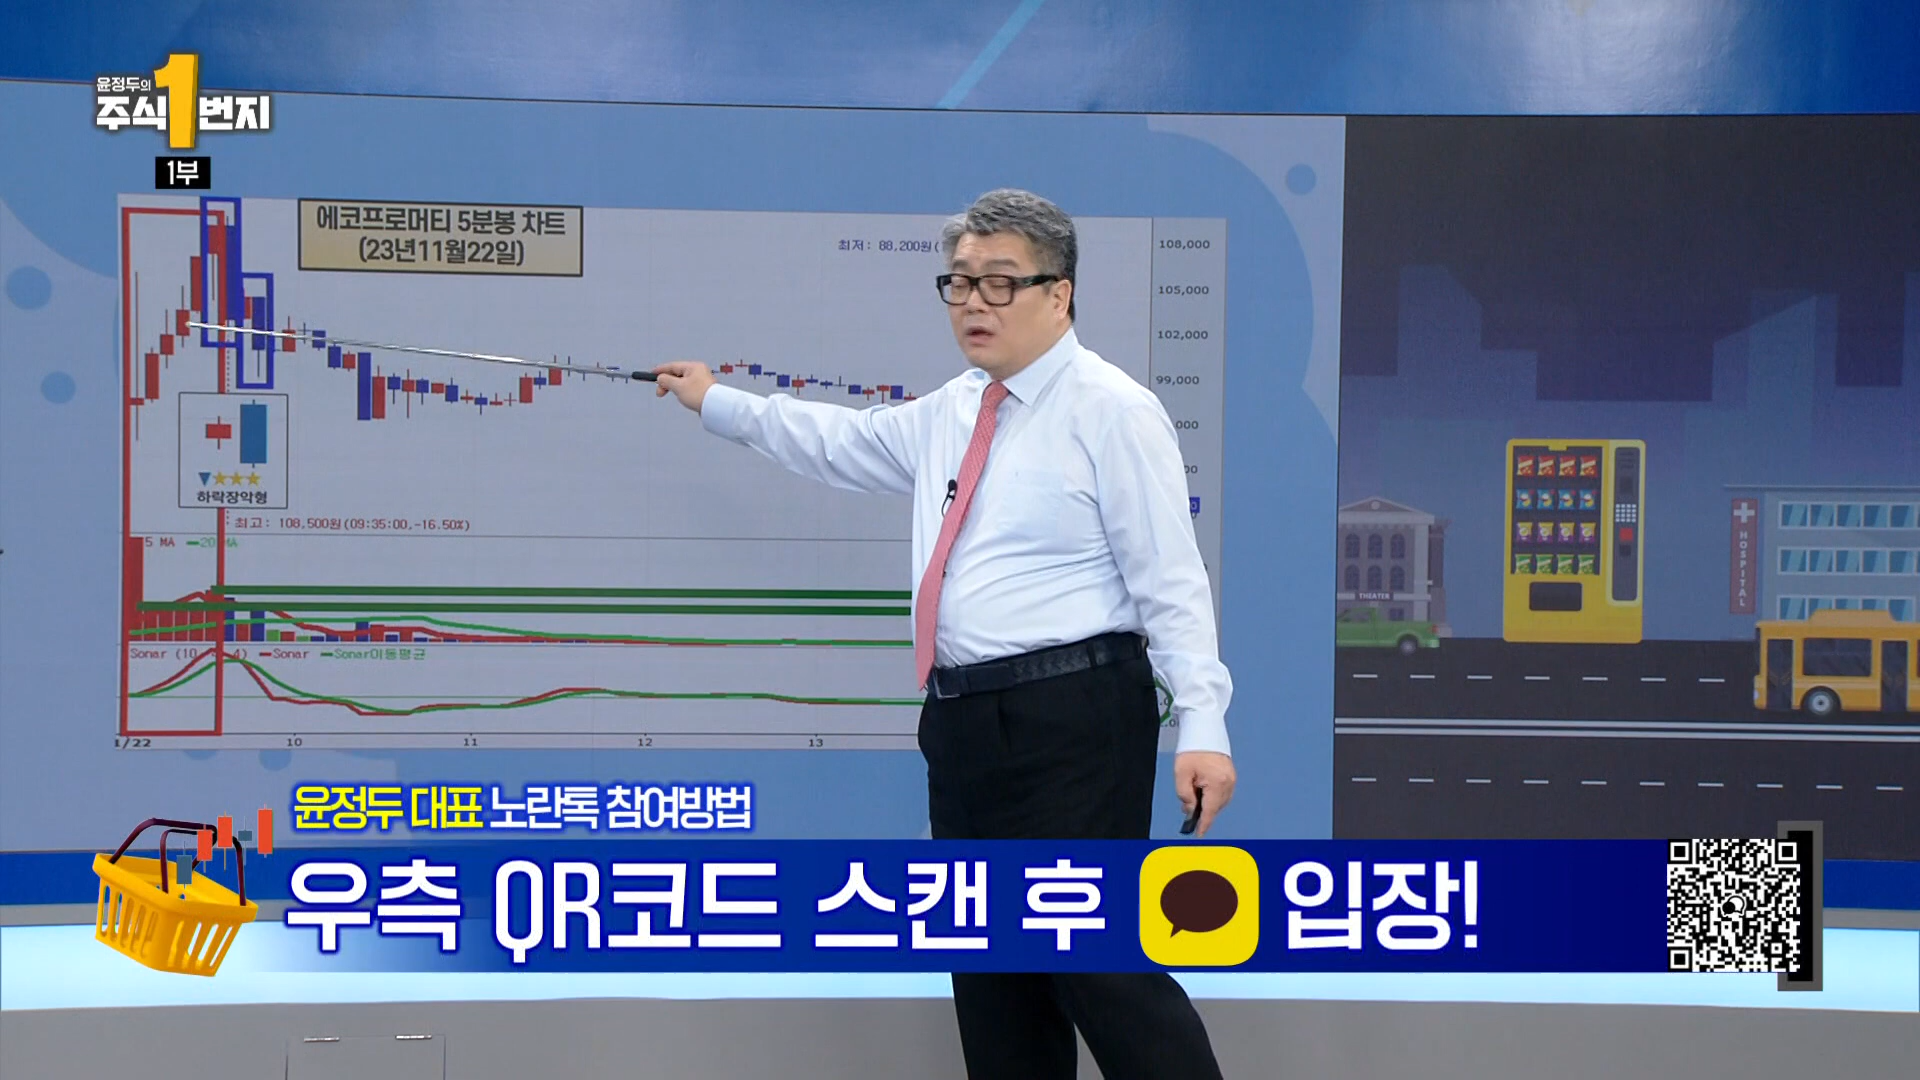 윤정두의
주식1번지
1부
에코프로머티 5분봉 차트
(23년11월22일)
최저: 88,200원(
108,000
105,000
102,000
99,000
하락장악형
최고: 108,500원(09:35:00,-16.50%)
5 MA 20 MA
Sonar Sonar이동평균
1/22 10 11 12 13
THEATER
HOSPITAL
윤정두 대표 노란톡 참여방법
우측 QR코드 스캔 후 입장!